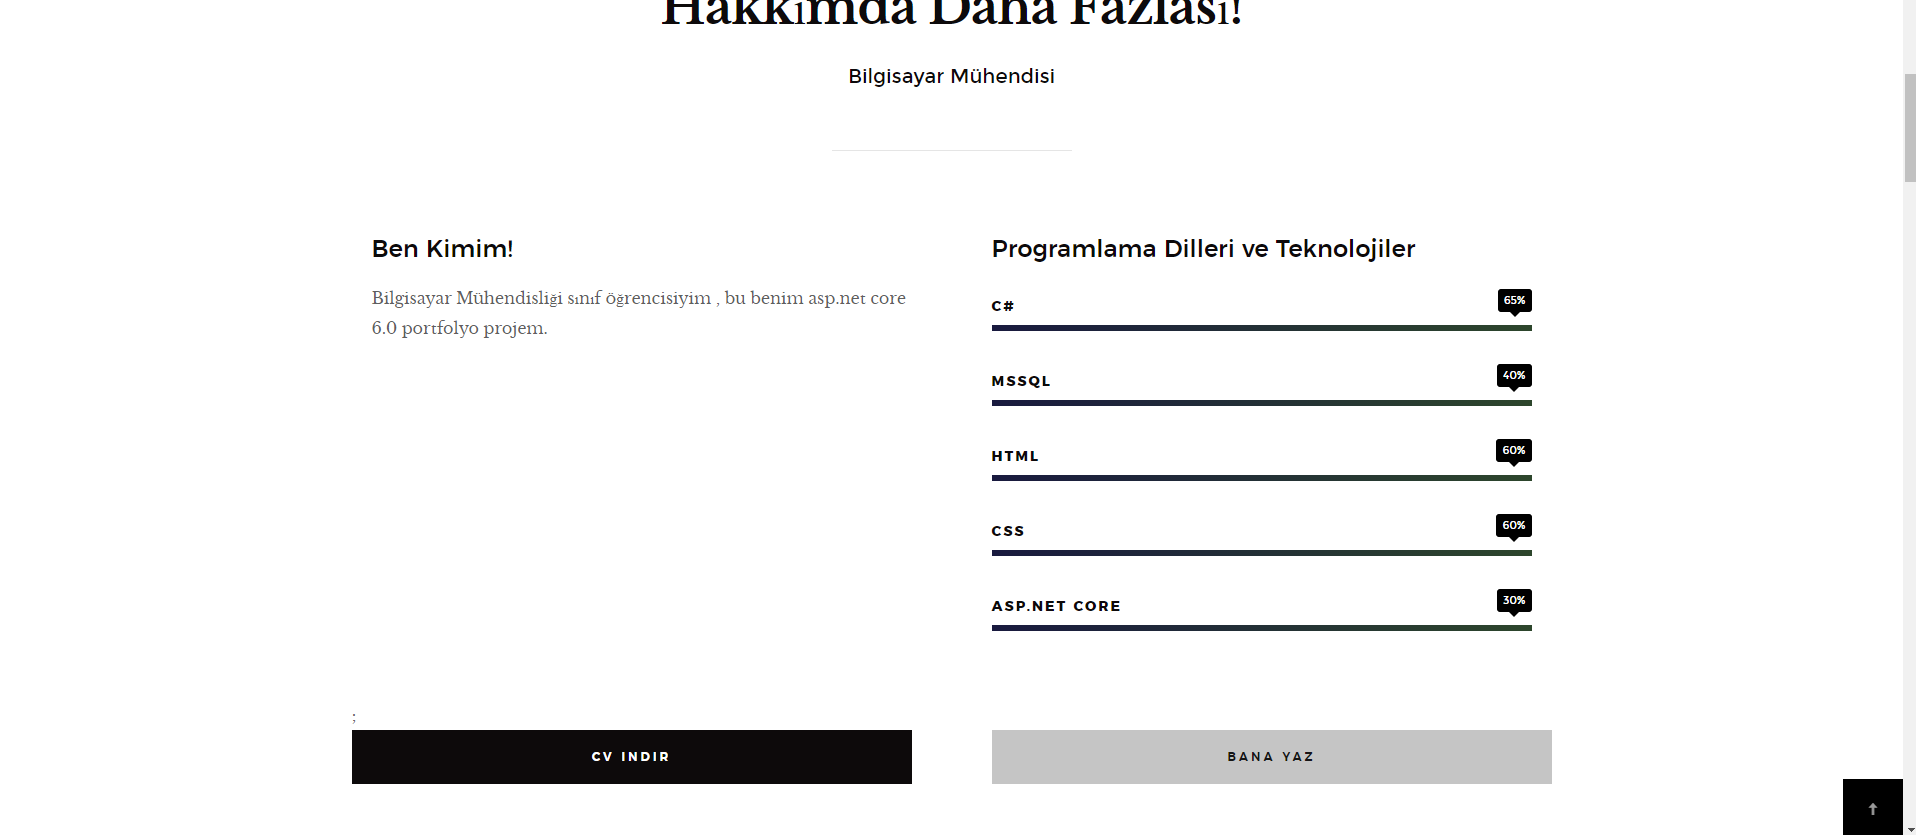 Hakkımda Daha Fazlası!
Bilgisayar Mühendisi
Ben Kimim!
Bilgisayar Mühendisliği sınıf öğrencisiyim , bu benim asp.net core
6.0 portfolyo projem.
Programlama Dilleri ve Teknolojiler
C#
65%
MSSQL
40%
HTML
60%
CSS
60%
ASP.NET CORE
30%
;
CV INDIR
BANA YAZ